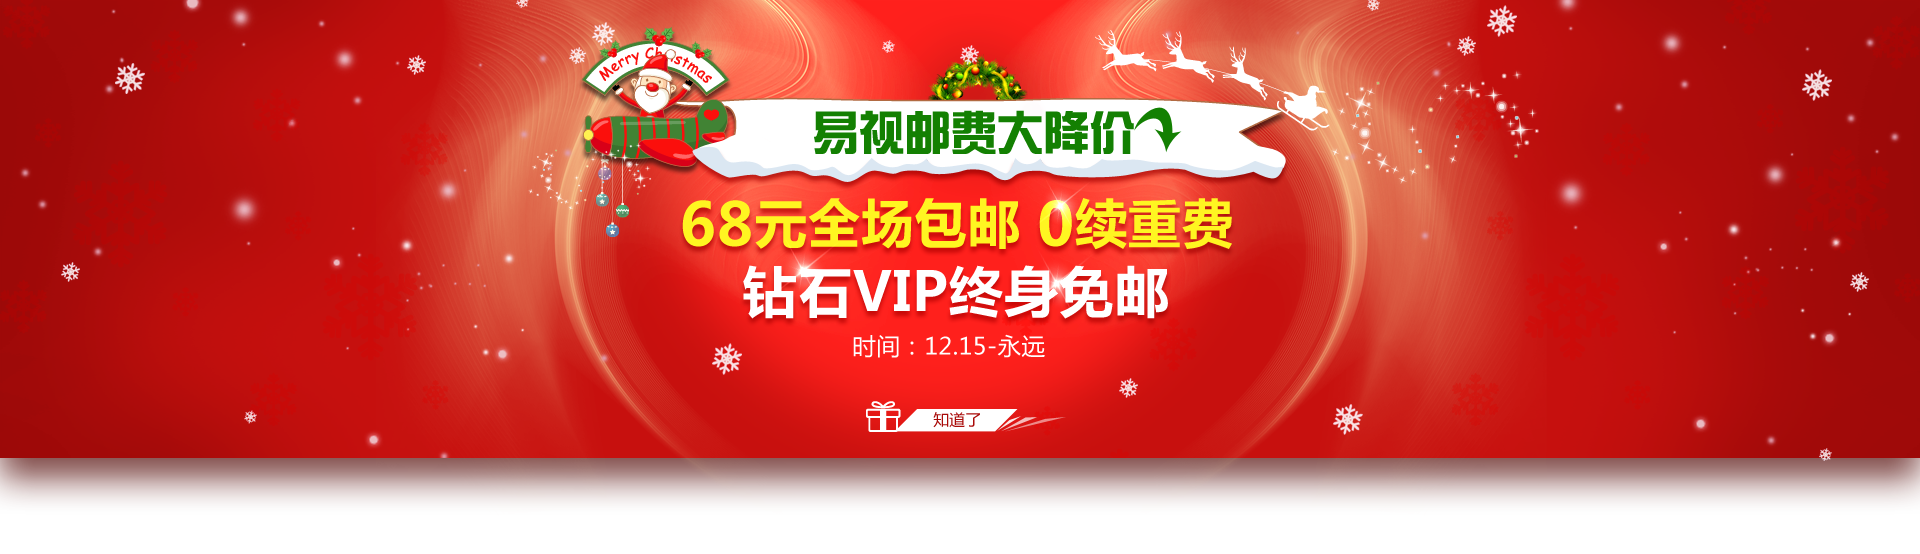 Merry Christmas
易视邮费大降价
68元全场包邮 0续重费
钻石VIP终身免邮
时间：12.15-永远
知道了